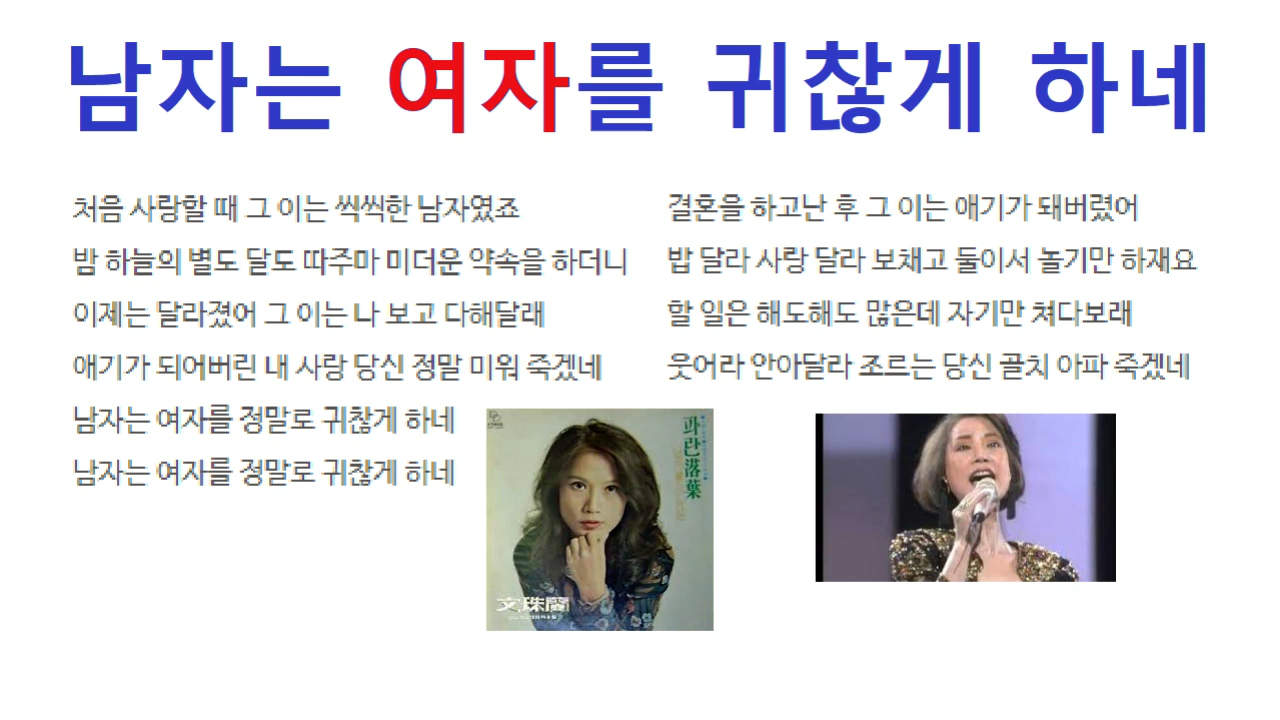 남자는 여자를 귀찮게 하네
처음 사랑할 때 그 이는 씩씩한 남자였죠
밤 하늘의 별도 달도 따주마 미더운 약속을 하더니
이제는 달라졌어 그 이는 나 보고 다해달래
애기가 되어버린 내 사랑 당신 정말 미워 죽겠네
남자는 여자를 정말로 귀찮게 하네
남자는 여자를 정말로 귀찮게 하네
결혼을 하고난 후 그 이는 애기가 돼버렸어
밥 달라 사랑 달라 보채고 둘이서 놀기만 하재요
할 일은 해도해도 많은데 자기만 쳐다보래
웃어라 안아달라 조르는 당신 골치 아파 죽겠네
파란落葉
文珠蘭